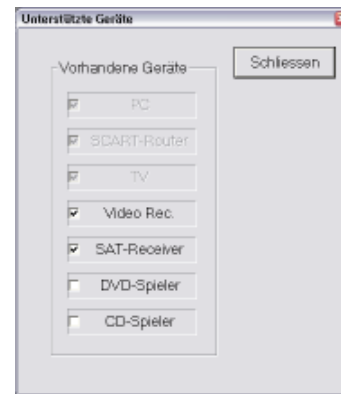 Unterstützte Geräte
Vorhandene Geräte
Schliessen
PC
SCART-Router
TV
Video Rec.
SAT-Receiver
DVD-Spieler
CD-Spieler